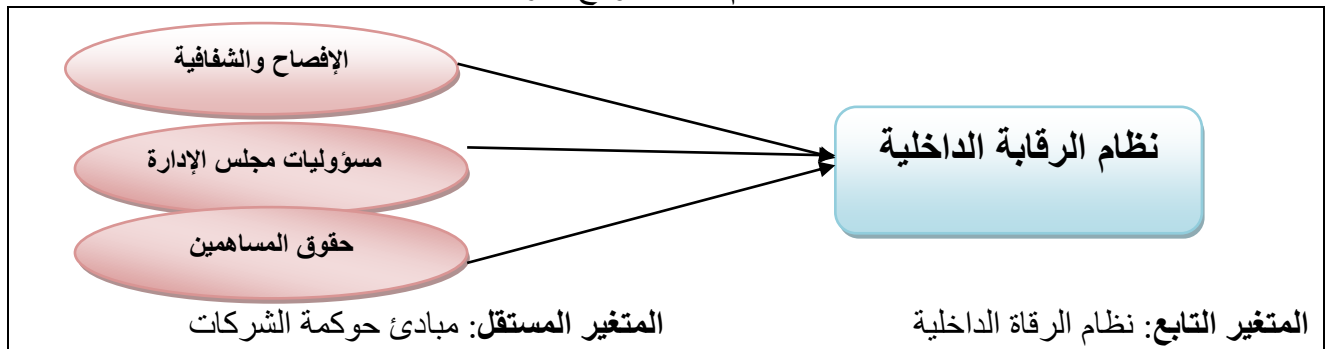 الإفصاح والشفافية
مسؤوليات مجلس الإدارة
حقوق المساهمين
نظام الرقابة الداخلية
المتغير التابع: نظام الرقاة الداخلية
المتغير المستقل: مبادئ حوكمة الشركات